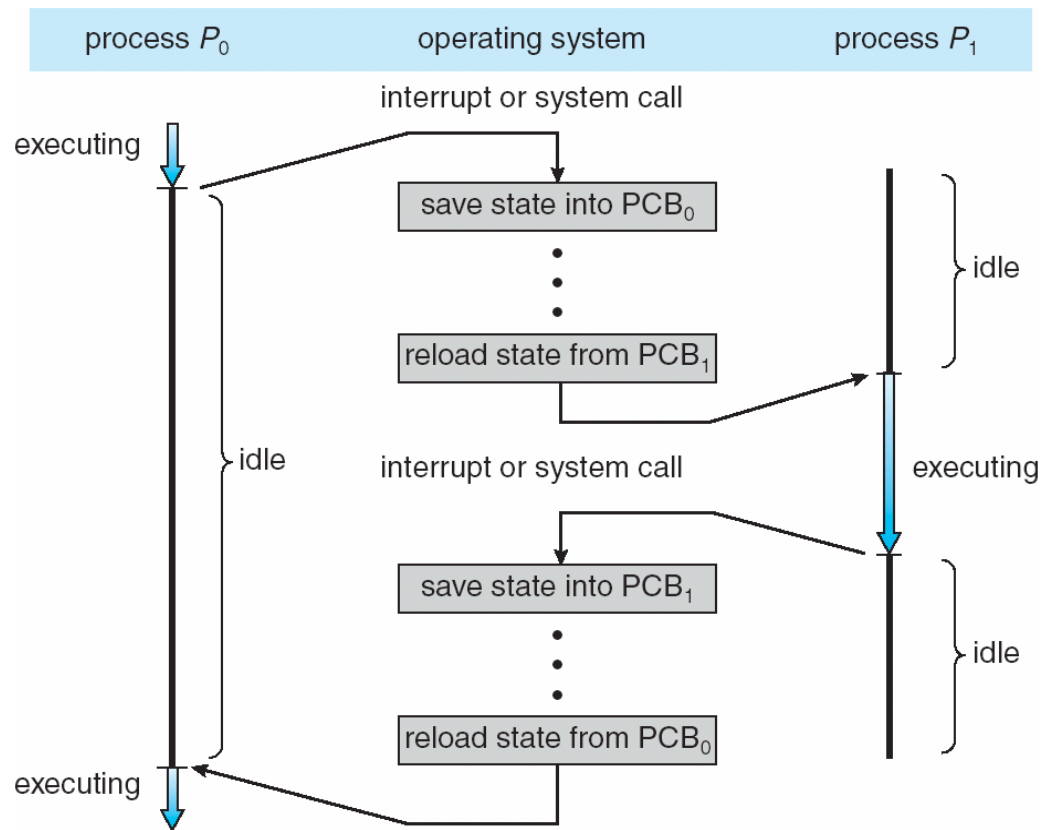 process P₀ operating system process P₁
interrupt or system call
executing
save state into PCB₀
idle
reload state from PCB₁
idle
interrupt or system call
executing
save state into PCB₁
idle
reload state from PCB₀
executing